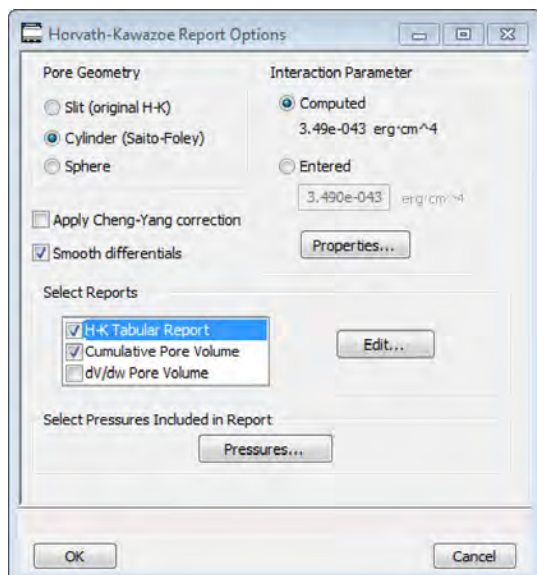 Horvath-Kawazoe Report Options
Pore Geometry
Slit (original H-K)
Cylinder (Saito-Foley)
Sphere
Interaction Parameter
Computed
3.49e-043 erg·cm^4
Entered
3.490e-043 erg·cm^4
Apply Cheng-Yang correction
Smooth differentials
Properties...
Select Reports
H-K Tabular Report
Cumulative Pore Volume
dV/dw Pore Volume
Edit...
Select Pressures Included in Report
Pressures...
OK
Cancel